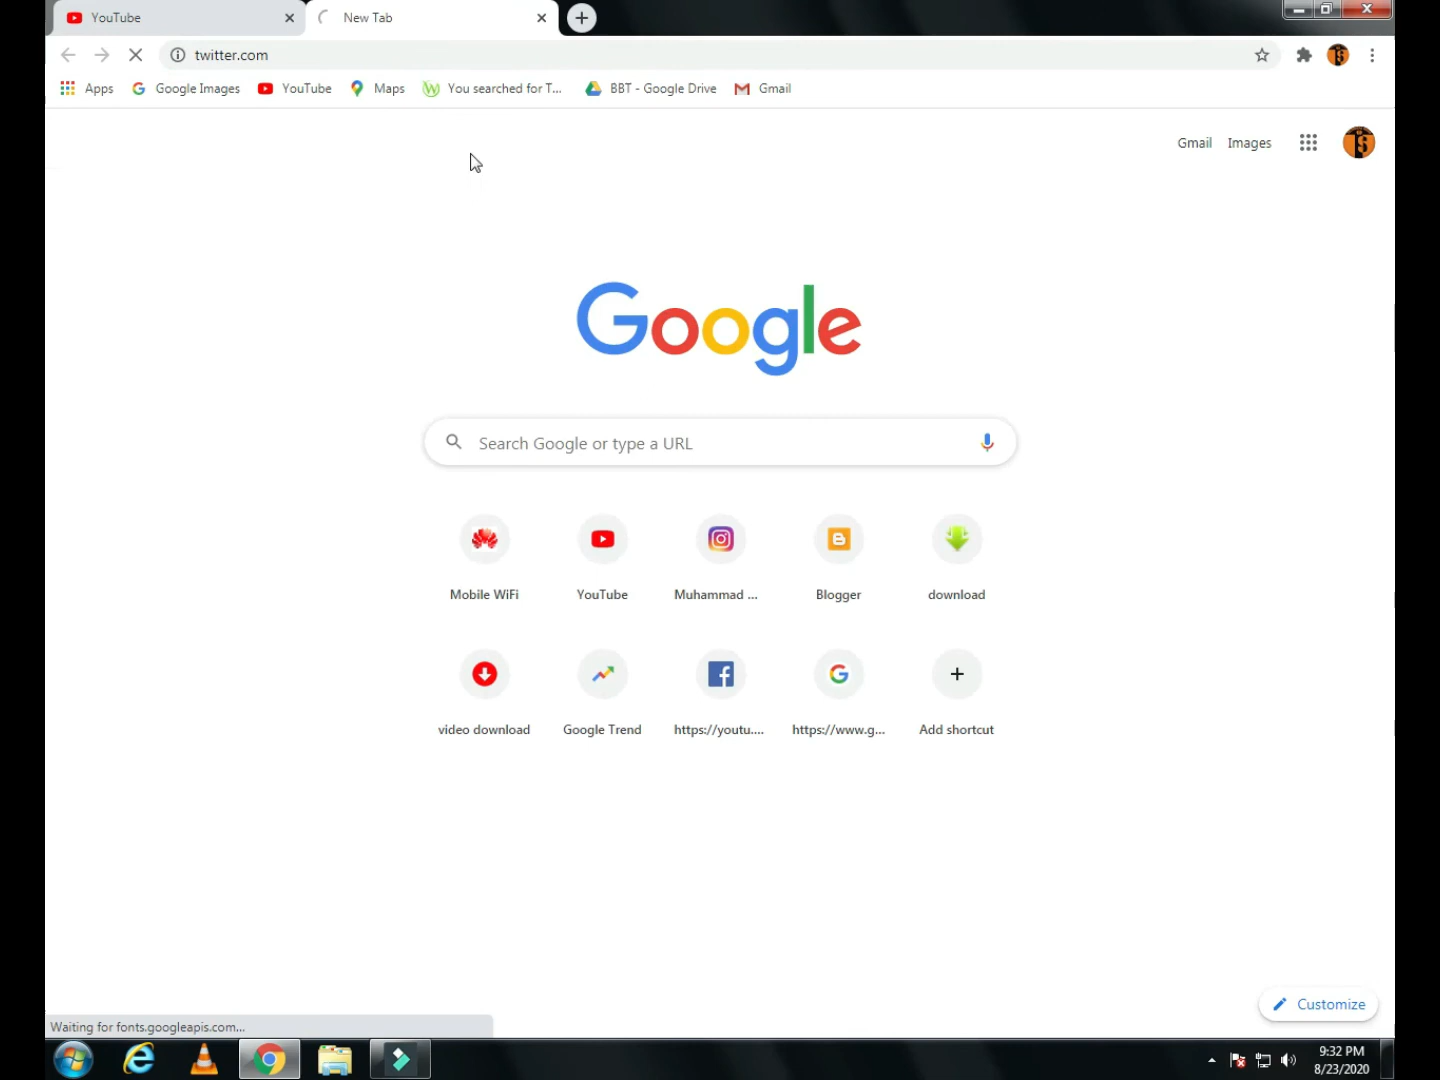 YouTube
New Tab
twitter.com
Apps
Google Images
YouTube
Maps
You searched for T...
BBT - Google Drive
Gmail
Gmail
Images
Google
Search Google or type a URL
Mobile WiFi
YouTube
Muhammad ...
Blogger
download
video download
Google Trend
https://youtu....
https://www.g...
Add shortcut
Customize
Waiting for fonts.googleapis.com...
9:32 PM
8/23/2020